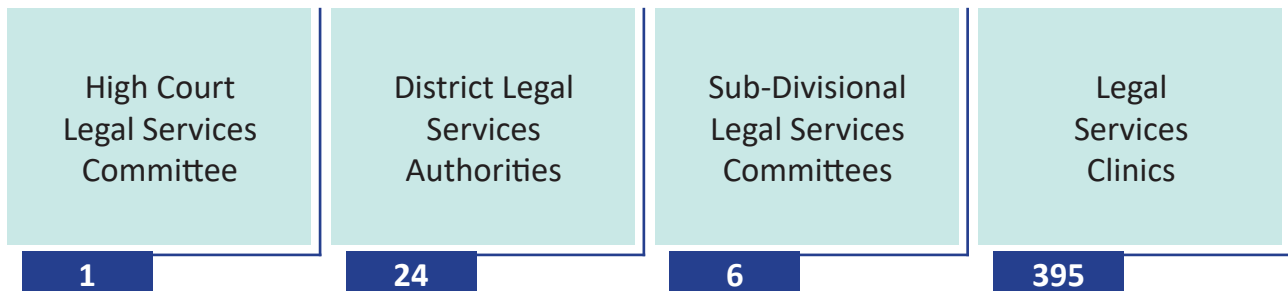 High Court
Legal Services
Committee
1
District Legal
Services
Authorities
24
Sub-Divisional
Legal Services
Committees
6
Legal
Services
Clinics
395